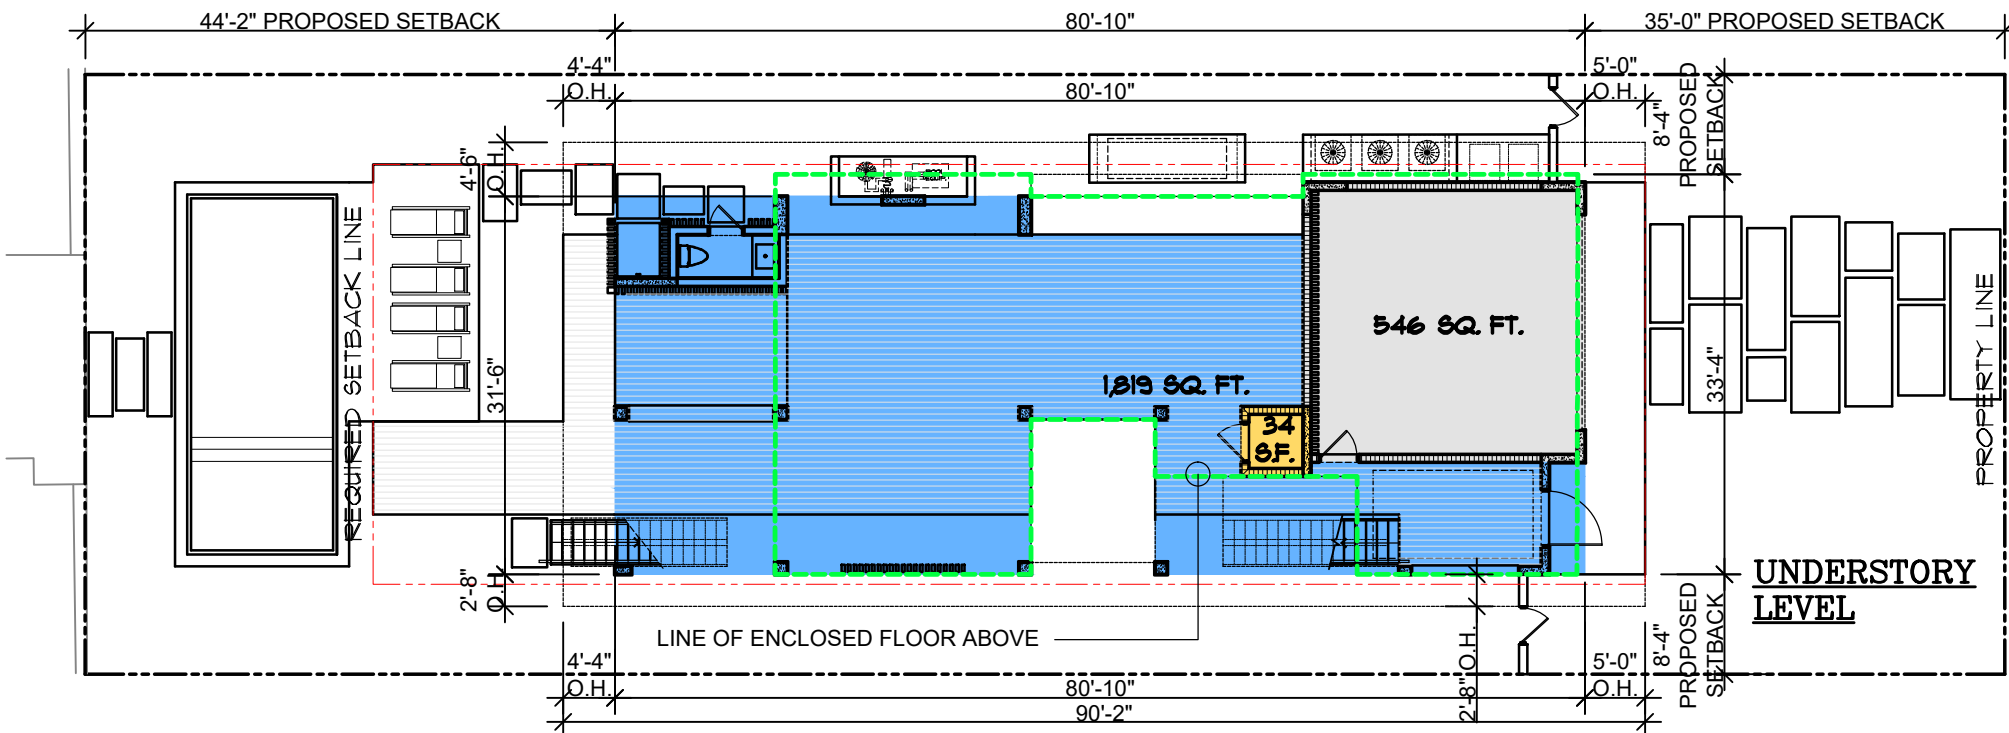 44'-2" PROPOSED SETBACK
80'-10"
35'-0" PROPOSED SETBACK
4'-4"
O.H.
80'-10"
5'-0"
O.H.
8'-4"
PROPOSED
SETBACK
4'-6"
O.H.
REQUIRED SETBACK LINE
31'-6"
546 SQ. FT.
1,819 SQ. FT.
34
S.F.
33'-4"
PROPERTY LINE
2'-8"
O.H.
UNDERSTORY
LEVEL
LINE OF ENCLOSED FLOOR ABOVE
4'-4"
O.H.
80'-10"
90'-2"
2'-8" O.H.
5'-0"
O.H.
8'-4"
PROPOSED
SETBACK